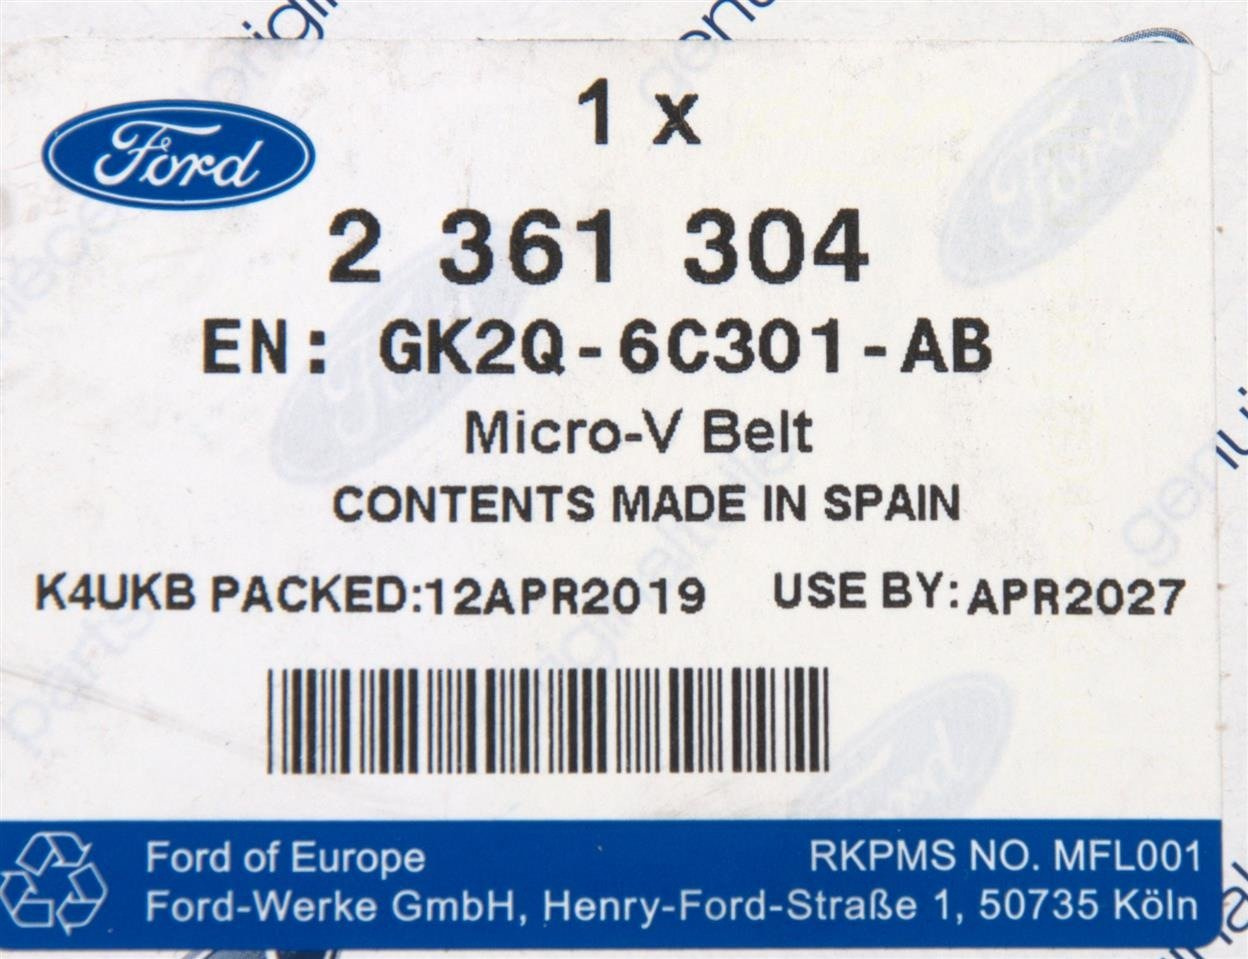 Ford
1 x
2 361 304
EN: GK2Q-6C301-AB
Micro-V Belt
CONTENTS MADE IN SPAIN
K4UKB PACKED:12APR2019 USE BY:APR2027
Ford of Europe
RKPMS NO. MFL001
Ford-Werke GmbH, Henry-Ford-Straße 1, 50735 Köln